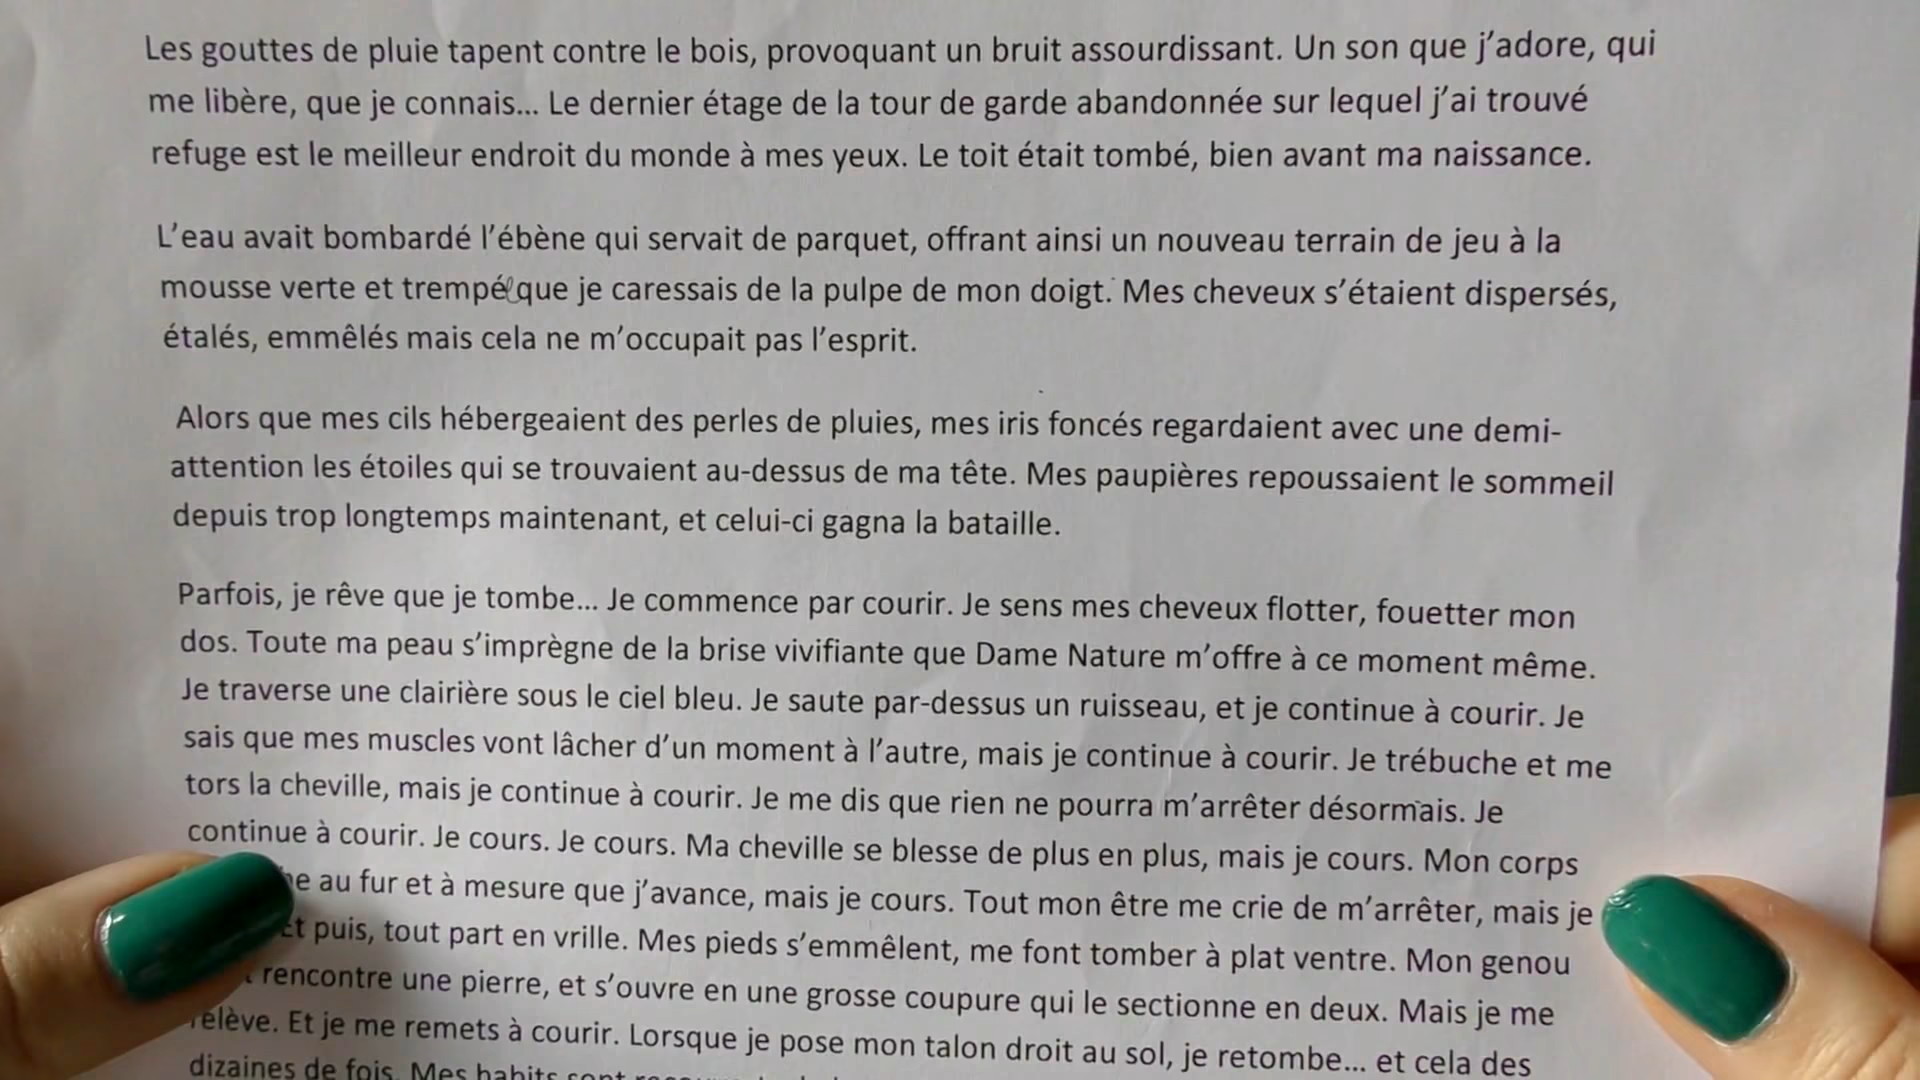 Les gouttes de pluie tapent contre le bois, provoquant un bruit assourdissant. Un son que j’adore, qui
me libère, que je connais... Le dernier étage de la tour de garde abandonnée sur lequel j’ai trouvé
refuge est le meilleur endroit du monde à mes yeux. Le toit était tombé, bien avant ma naissance.
L’eau avait bombardé l’ébène qui servait de parquet, offrant ainsi un nouveau terrain de jeu à la
mousse verte et trempée que je caressais de la pulpe de mon doigt. Mes cheveux s’étaient dispersés,
étalés, emmêlés mais cela ne m’occupait pas l’esprit.
Alors que mes cils hébergeaient des perles de pluies, mes iris foncés regardaient avec une demi-
attention les étoiles qui se trouvaient au-dessus de ma tête. Mes paupières repoussaient le sommeil
depuis trop longtemps maintenant, et celui-ci gagna la bataille.
Parfois, je rêve que je tombe... Je commence par courir. Je sens mes cheveux flotter, fouetter mon
dos. Toute ma peau s’imprègne de la brise vivifiante que Dame Nature m’offre à ce moment même.
Je traverse une clairière sous le ciel bleu. Je saute par-dessus un ruisseau, et je continue à courir. Je
sais que mes muscles vont lâcher d’un moment à l’autre, mais je continue à courir. Je trébuche et me
tors la cheville, mais je continue à courir. Je me dis que rien ne pourra m’arrêter désormais. Je
continue à courir. Je cours. Je cours. Ma cheville se blesse de plus en plus, mais je cours. Mon corps
au fur et à mesure que j’avance, mais je cours. Tout mon être me crie de m’arrêter, mais je
Et puis, tout part en vrille. Mes pieds s’emmêlent, me font tomber à plat ventre. Mon genou
rencontre une pierre, et s’ouvre en une grosse coupure qui le sectionne en deux. Mais je me
relève. Et je me remets à courir. Lorsque je pose mon talon droit au sol, je retombe... et cela des
dizaines de fois. Mes habits sont